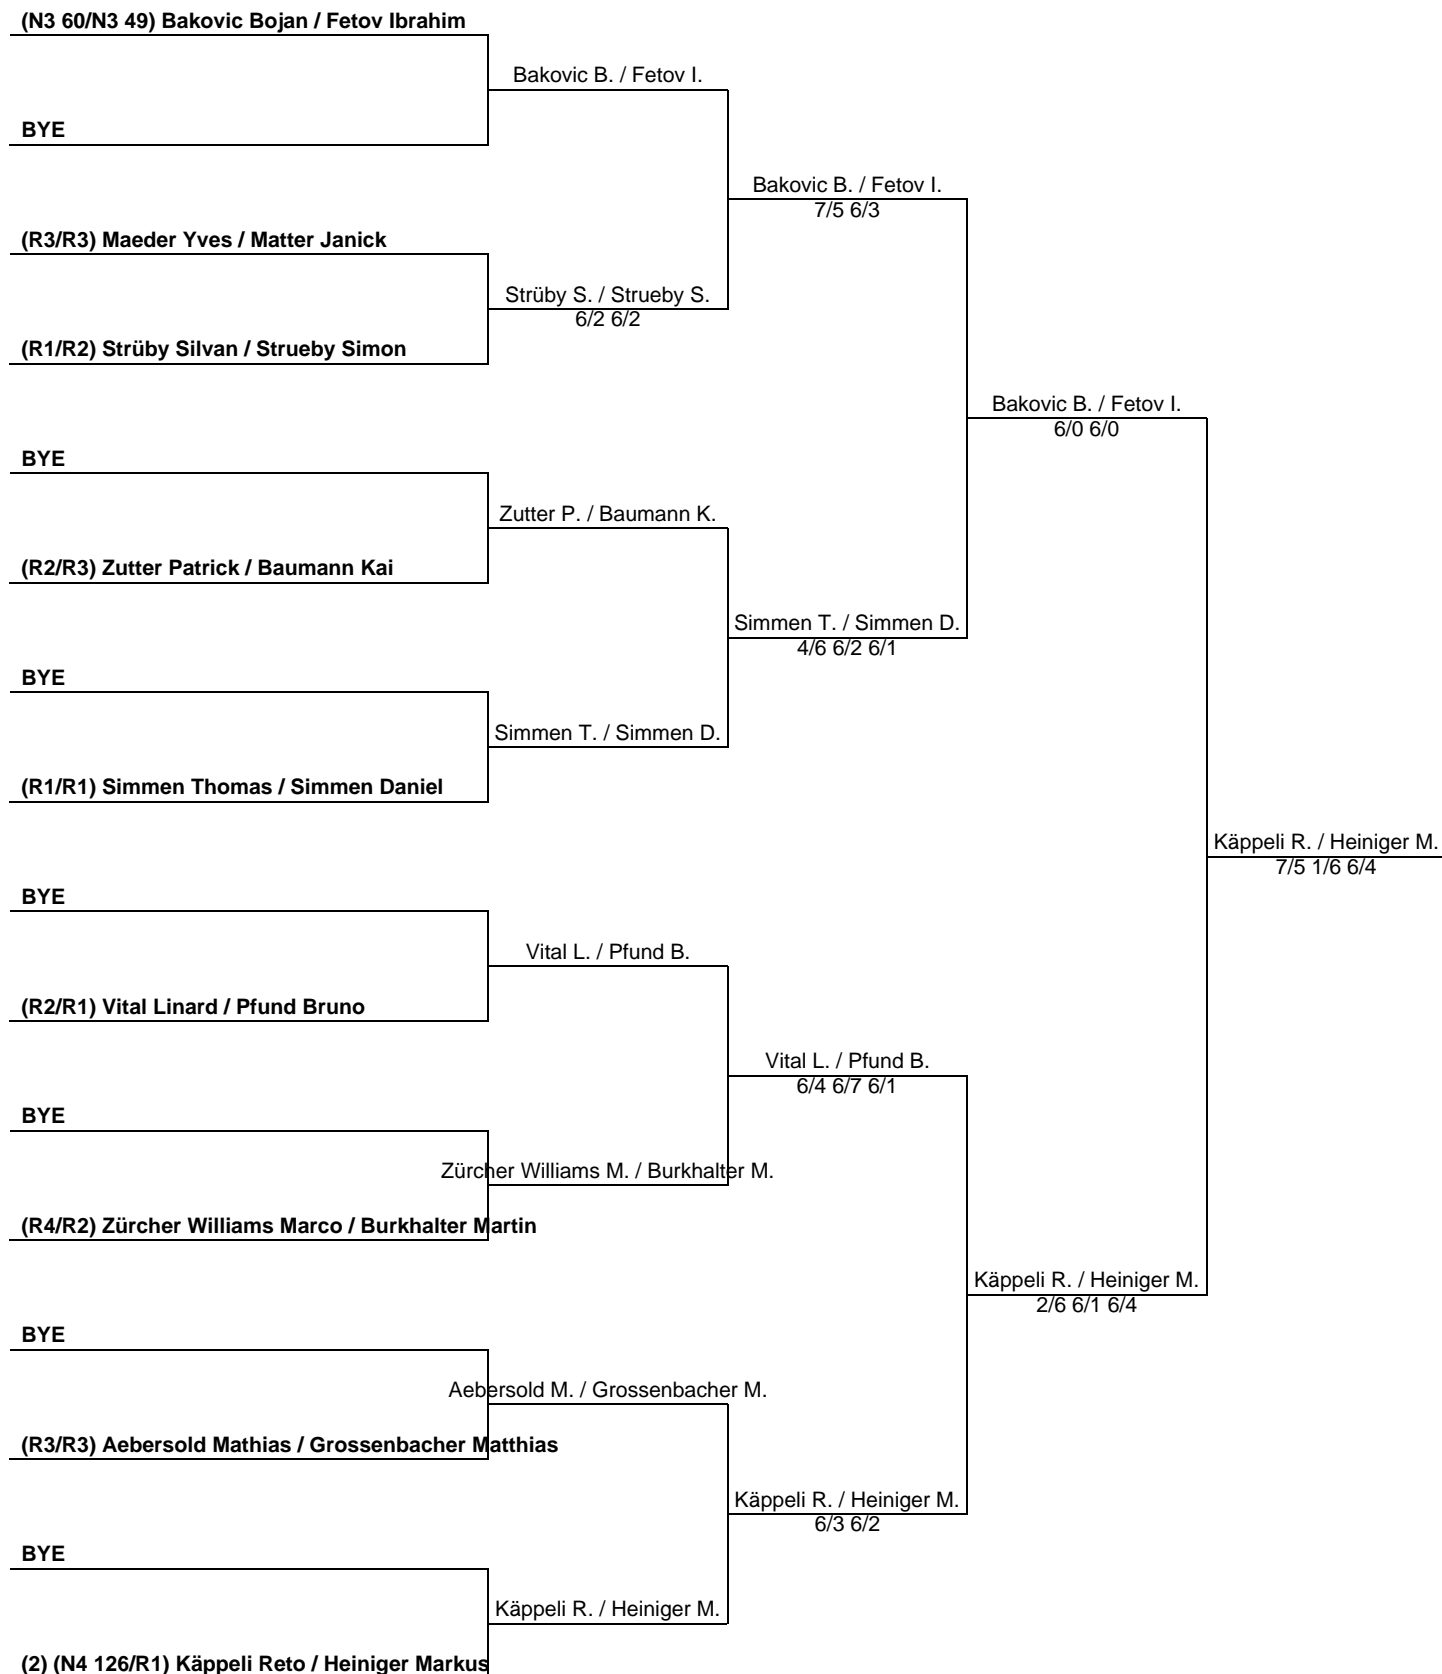 (N3 60/N3 49) Bakovic Bojan / Fetov Ibrahim
Bakovic B. / Fetov I.
BYE
Bakovic B. / Fetov I.
7/5 6/3
(R3/R3) Maeder Yves / Matter Janick
Strüby S. / Strueby S.
6/2 6/2
(R1/R2) Strüby Silvan / Strueby Simon
Bakovic B. / Fetov I.
6/0 6/0
BYE
Zutter P. / Baumann K.
(R2/R3) Zutter Patrick / Baumann Kai
Simmen T. / Simmen D.
4/6 6/2 6/1
BYE
Simmen T. / Simmen D.
(R1/R1) Simmen Thomas / Simmen Daniel
Käppeli R. / Heiniger M.
7/5 1/6 6/4
BYE
Vital L. / Pfund B.
(R2/R1) Vital Linard / Pfund Bruno
Vital L. / Pfund B.
6/4 6/7 6/1
BYE
Zürcher Williams M. / Burkhalter M.
(R4/R2) Zürcher Williams Marco / Burkhalter Martin
Käppeli R. / Heiniger M.
2/6 6/1 6/4
BYE
Aebersold M. / Grossenbacher M.
(R3/R3) Aebersold Mathias / Grossenbacher Matthias
Käppeli R. / Heiniger M.
6/3 6/2
BYE
Käppeli R. / Heiniger M.
(2) (N4 126/R1) Käppeli Reto / Heiniger Markus